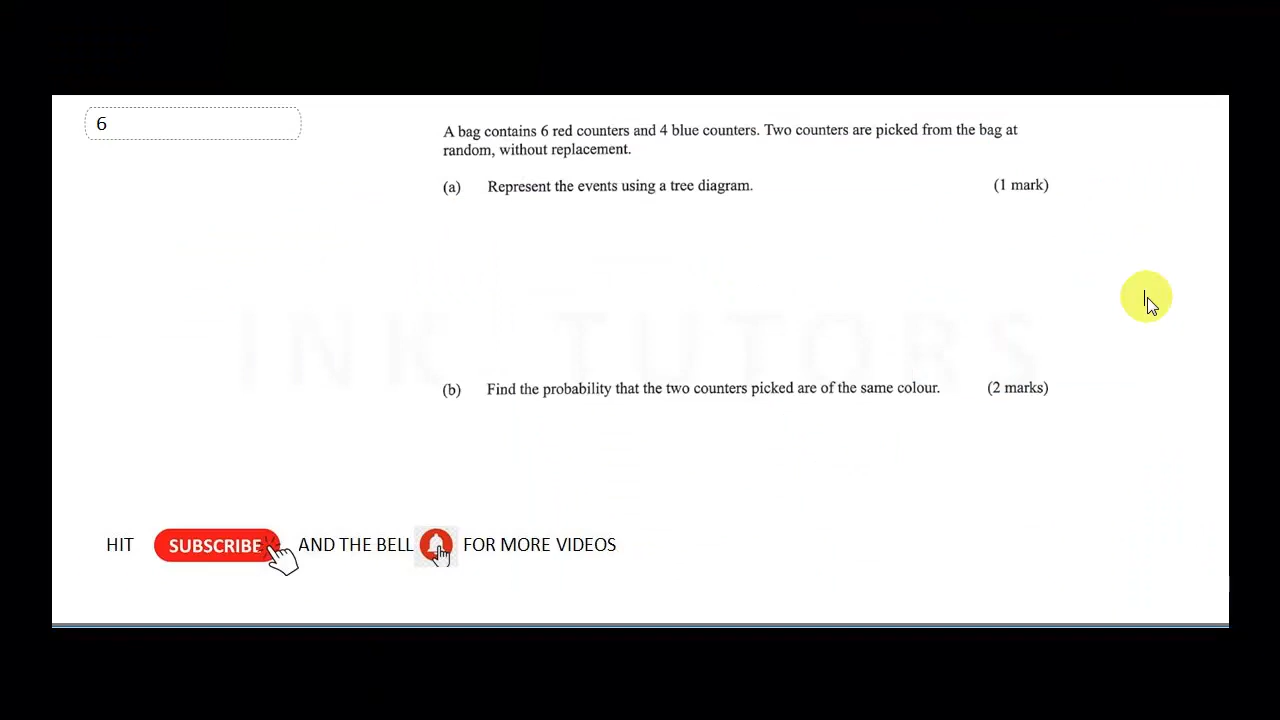 6
A bag contains 6 red counters and 4 blue counters. Two counters are picked from the bag at
random, without replacement.
(a) Represent the events using a tree diagram. (1 mark)
INK TUTORS
(b) Find the probability that the two counters picked are of the same colour. (2 marks)
HIT SUBSCRIBE AND THE BELL FOR MORE VIDEOS